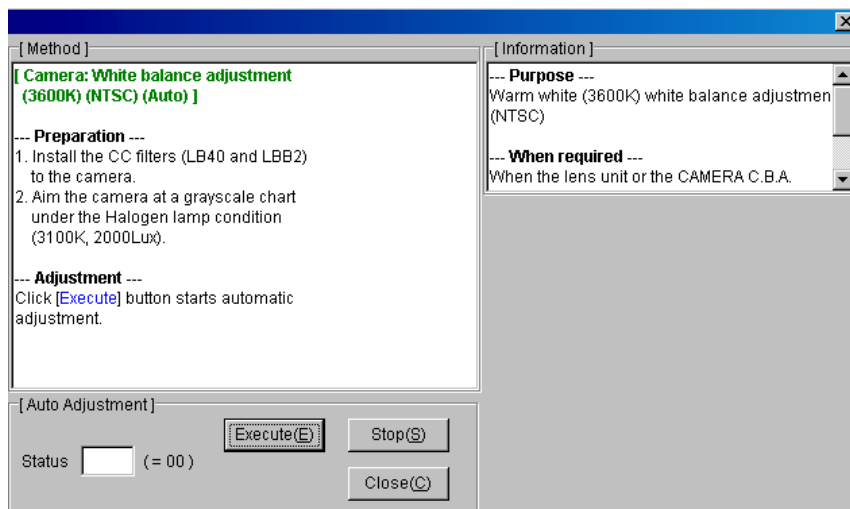 [ Method ]
[ Camera: White balance adjustment
(3600K) (NTSC) (Auto) ]
--- Preparation ---
1. Install the CC filters (LB40 and LBB2)
to the camera.
2. Aim the camera at a grayscale chart
under the Halogen lamp condition
(3100K, 2000Lux).
--- Adjustment ---
Click [Execute] button starts automatic
adjustment.
[ Information ]
--- Purpose ---
Warm white (3600K) white balance adjustmen
(NTSC)
--- When required ---
When the lens unit or the CAMERA C.B.A.
[ Auto Adjustment ]
Execute(E)
Stop(S)
Status
( = 00 )
Close(C)